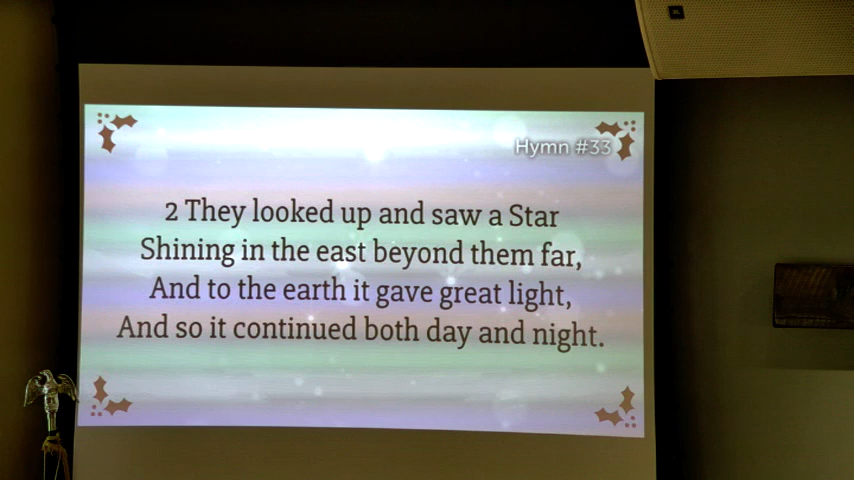 Hymn #33
2 They looked up and saw a Star
Shining in the east beyond them far,
And to the earth it gave great light,
And so it continued both day and night.